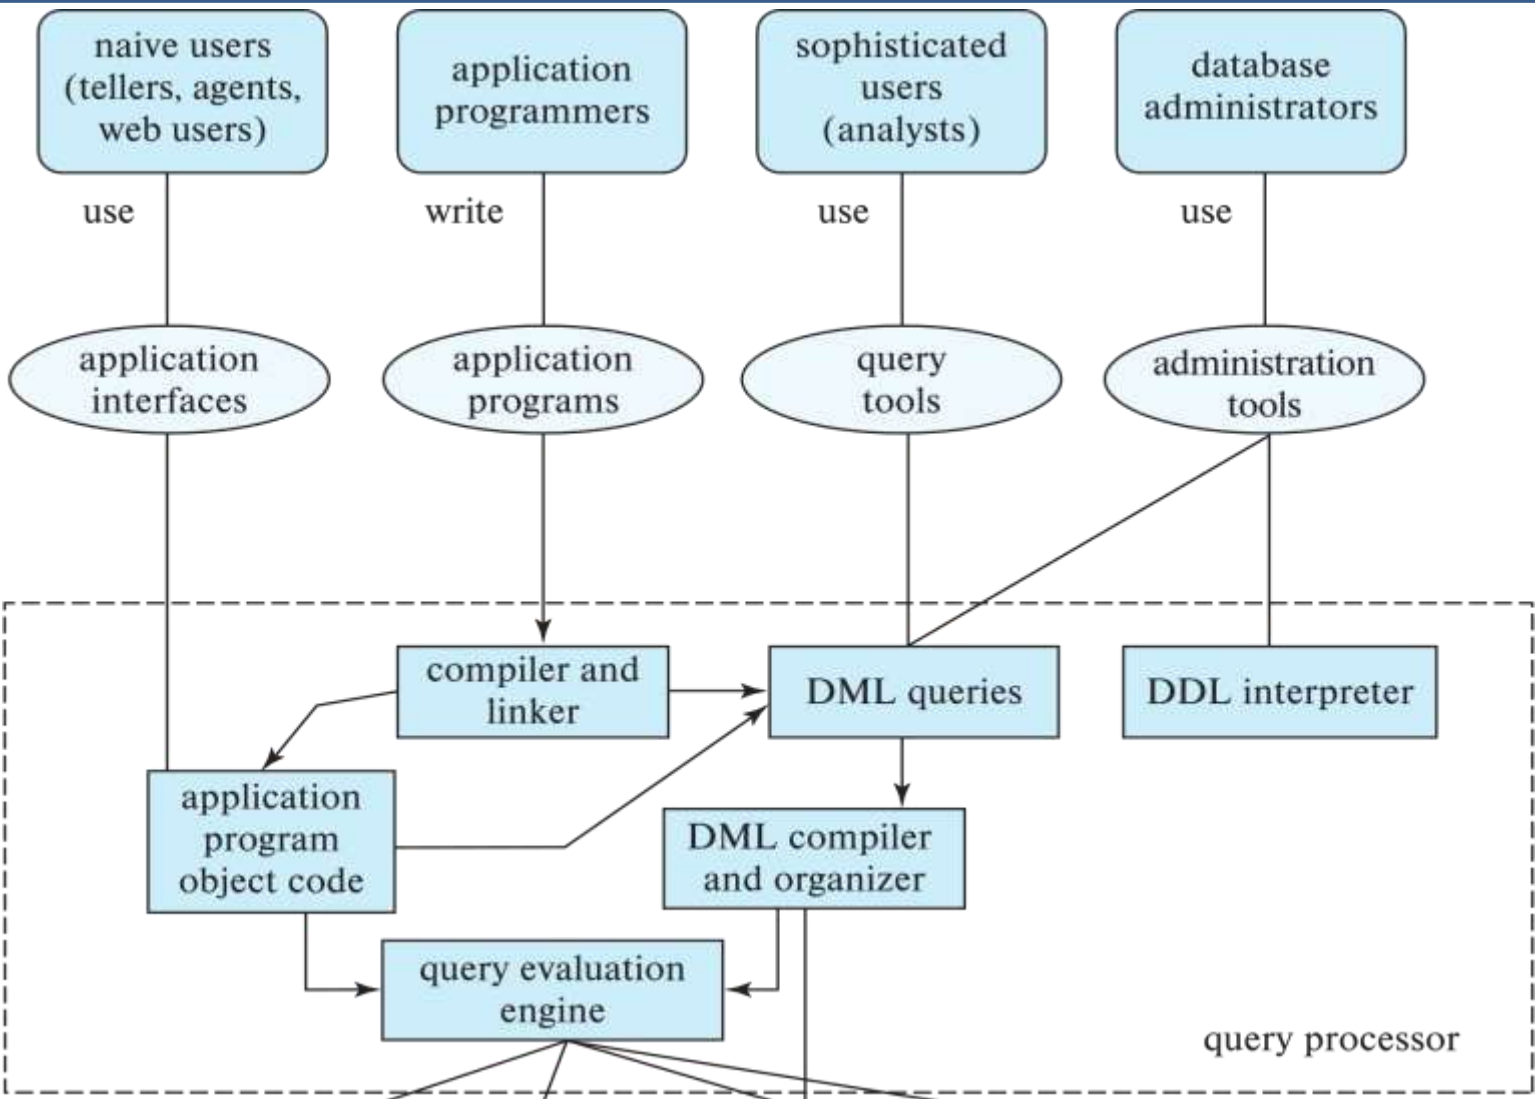 naive users
(tellers, agents,
web users)
application
programmers
sophisticated
users
(analysts)
database
administrators
use
write
use
use
application
interfaces
application
programs
query
tools
administration
tools
compiler and
linker
DML queries
DDL interpreter
application
program
object code
DML compiler
and organizer
query evaluation
engine
query processor